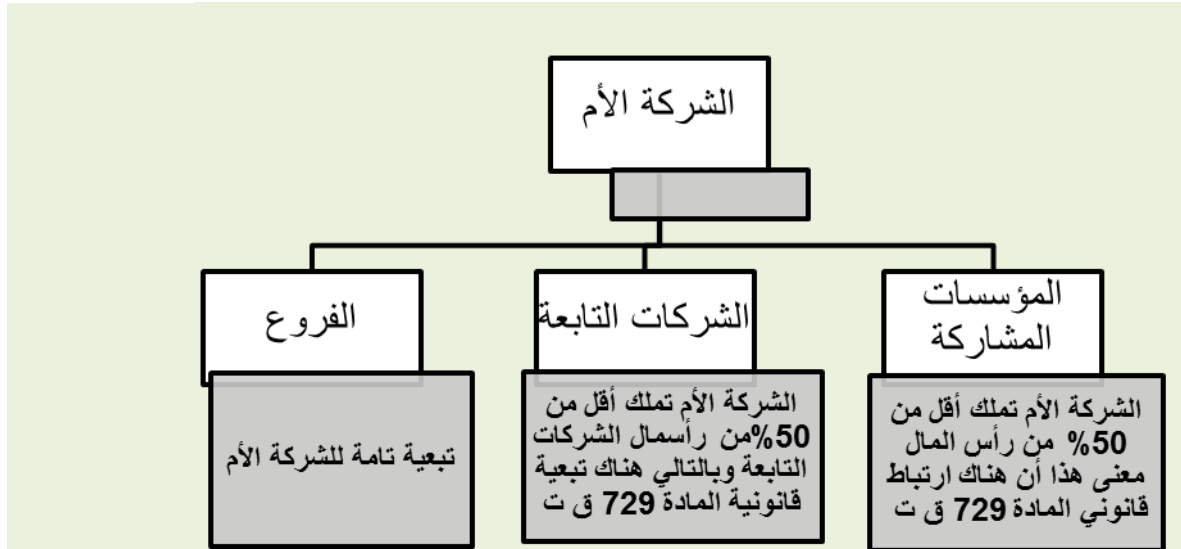 الشركة الأم
المؤسسات
المشاركة
الشركة الأم تملك أقل من
50% من رأس المال
معنى هذا أن هناك ارتباط
قانوني المادة 729 ق ت
الشركات التابعة
الشركة الأم تملك أقل من
50%من رأسمال الشركات
التابعة وبالتالي هناك تبعية
قانونية المادة 729 ق ت
الفروع
تبعية تامة للشركة الأم